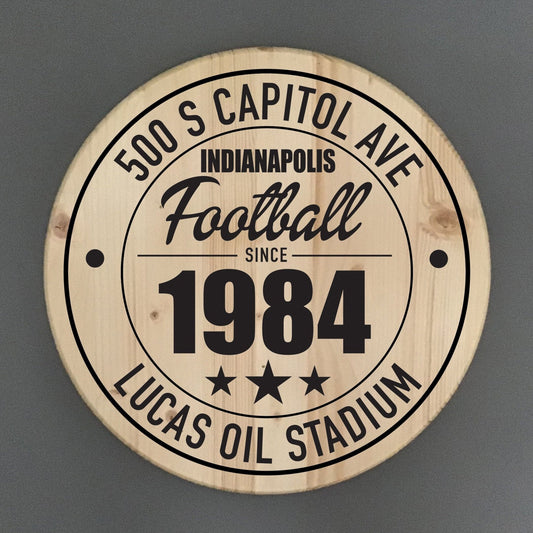 500 S CAPITOL AVE
INDIANAPOLIS
Football
SINCE
1984
LUCAS OIL STADIUM